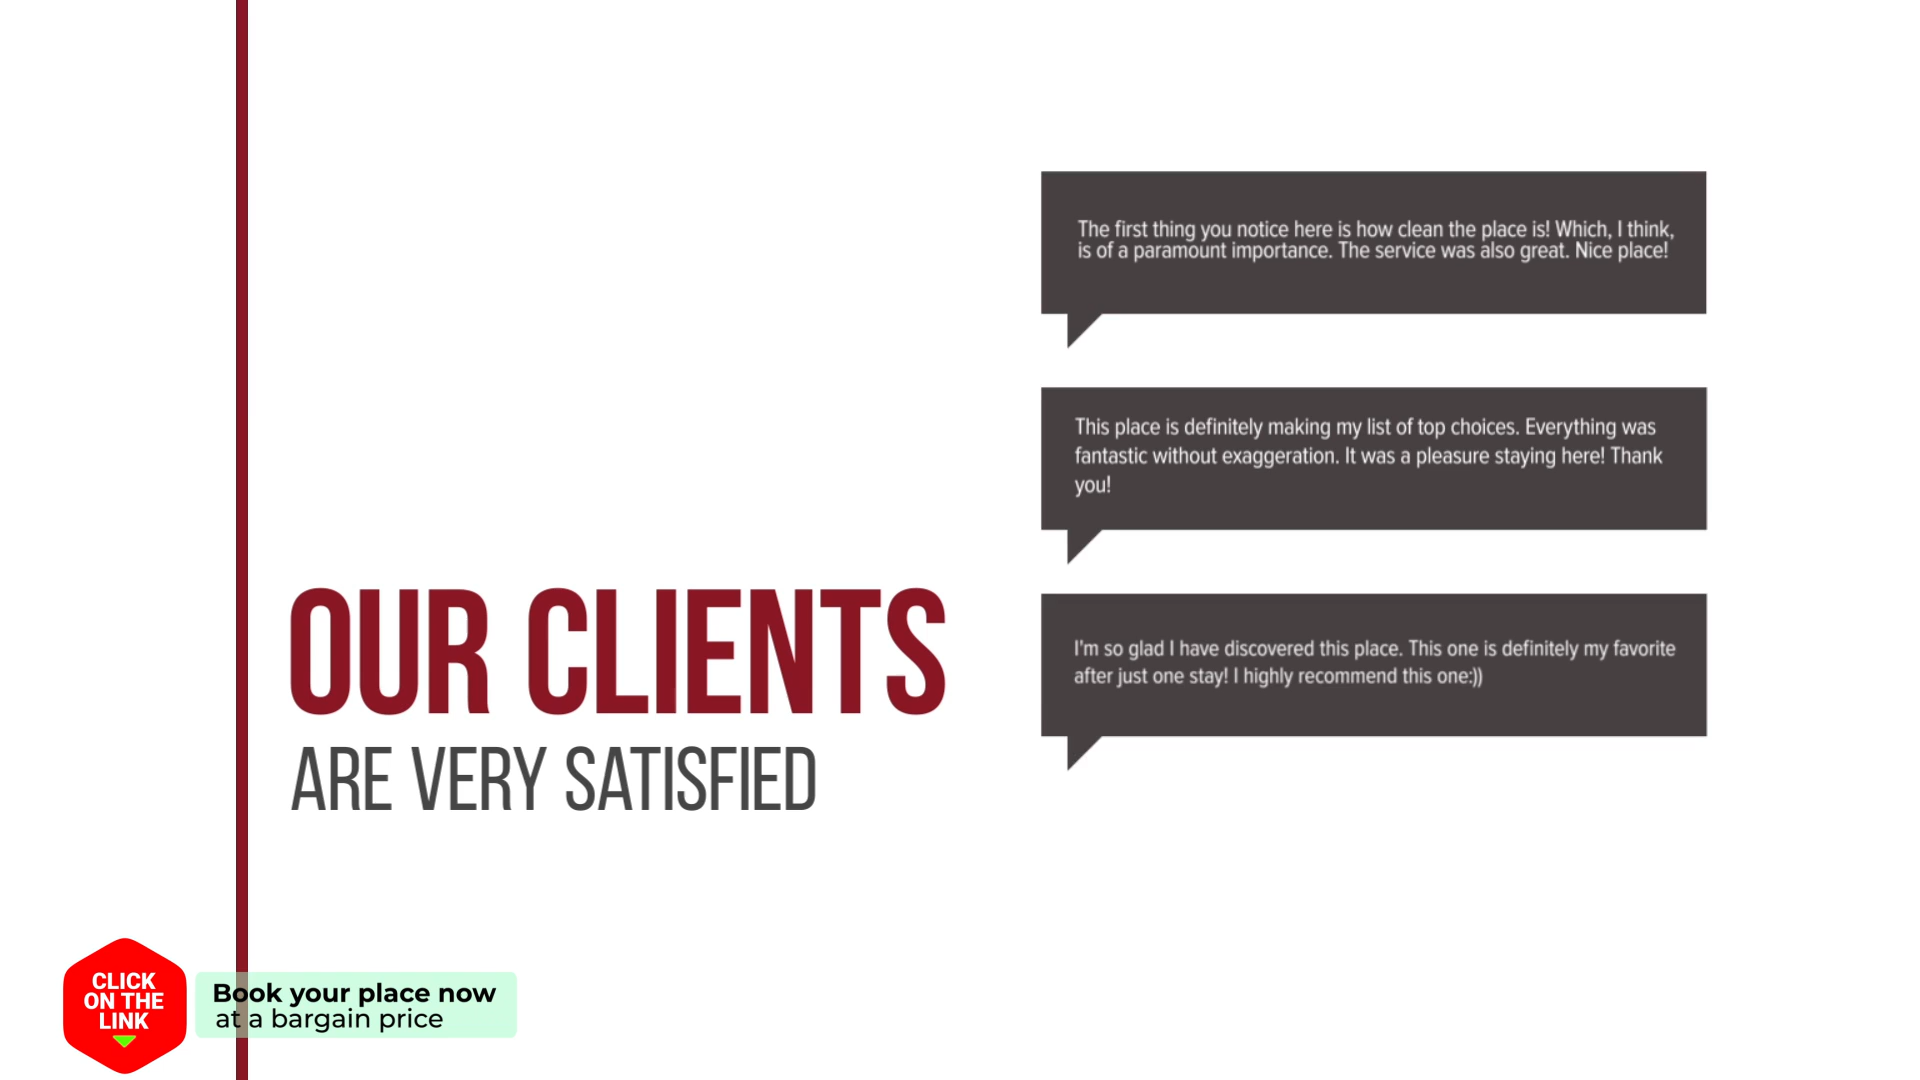 The first thing you notice here is how clean the place is! Which, I think,
is of a paramount importance. The service was also great. Nice place!
This place is definitely making my list of top choices. Everything was
fantastic without exaggeration. It was a pleasure staying here! Thank
you!
I'm so glad I have discovered this place. This one is definitely my favorite
after just one stay! I highly recommend this one:))
OUR CLIENTS
ARE VERY SATISFIED
CLICK
ON THE
LINK
Book your place now
at a bargain price